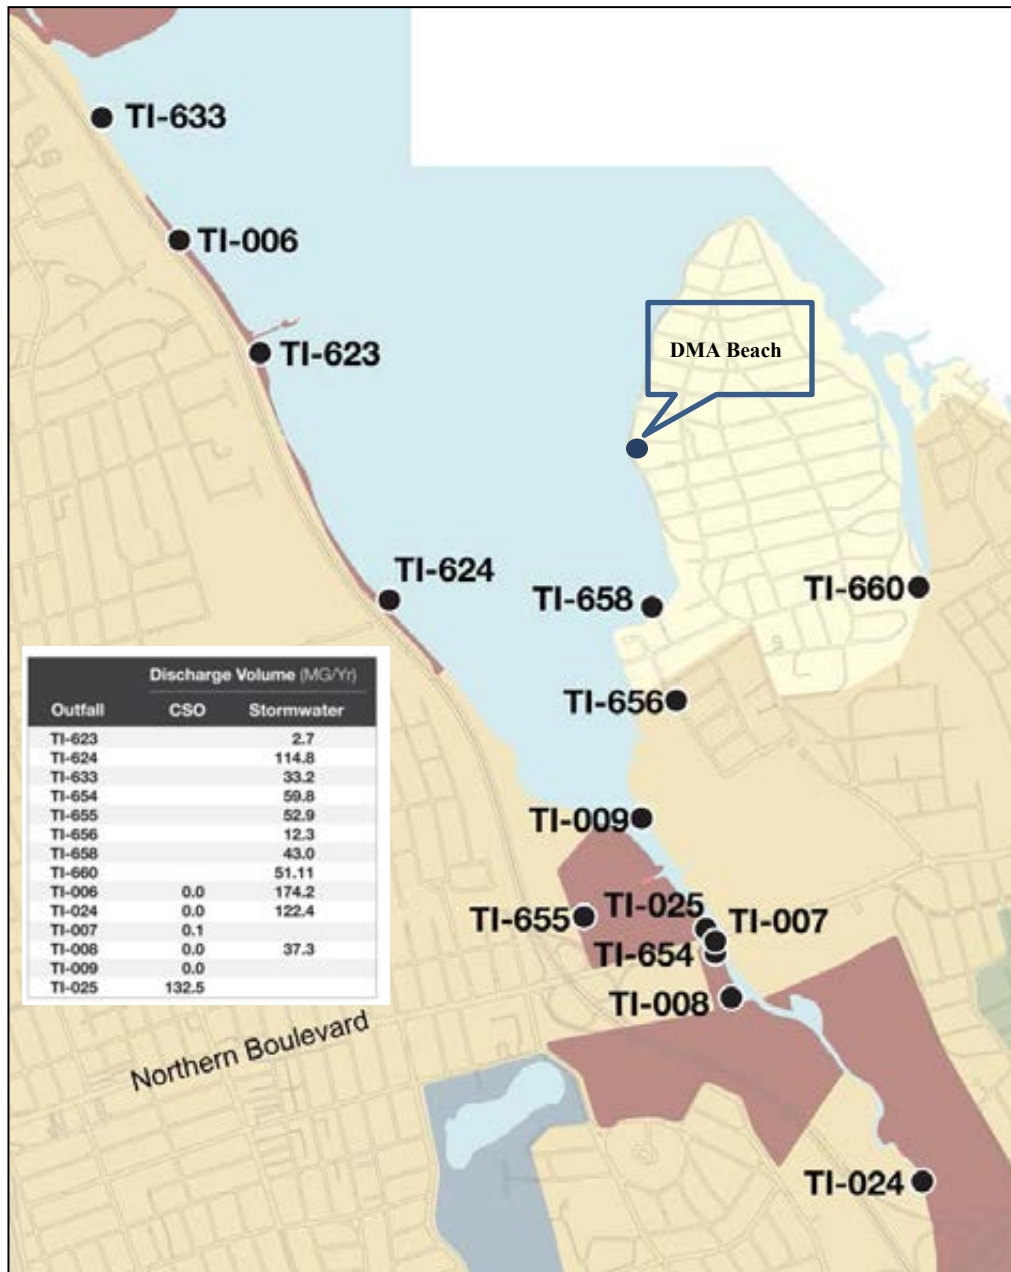 TI-633
TI-006
TI-623
DMA Beach
TI-624
TI-658
TI-660
TI-656
TI-009
TI-655
TI-025
TI-007
TI-654
TI-008
TI-024
Northern Boulevard
Discharge Volume (MG/Yr)
Outfall CSO Stormwater
TI-623 2.7
TI-624 114.8
TI-633 33.2
TI-654 59.8
TI-655 52.9
TI-656 12.3
TI-658 43.0
TI-660 51.11
TI-006 0.0 174.2
TI-024 0.0 122.4
TI-007 0.1
TI-008 0.0 37.3
TI-009 0.0
TI-025 132.5